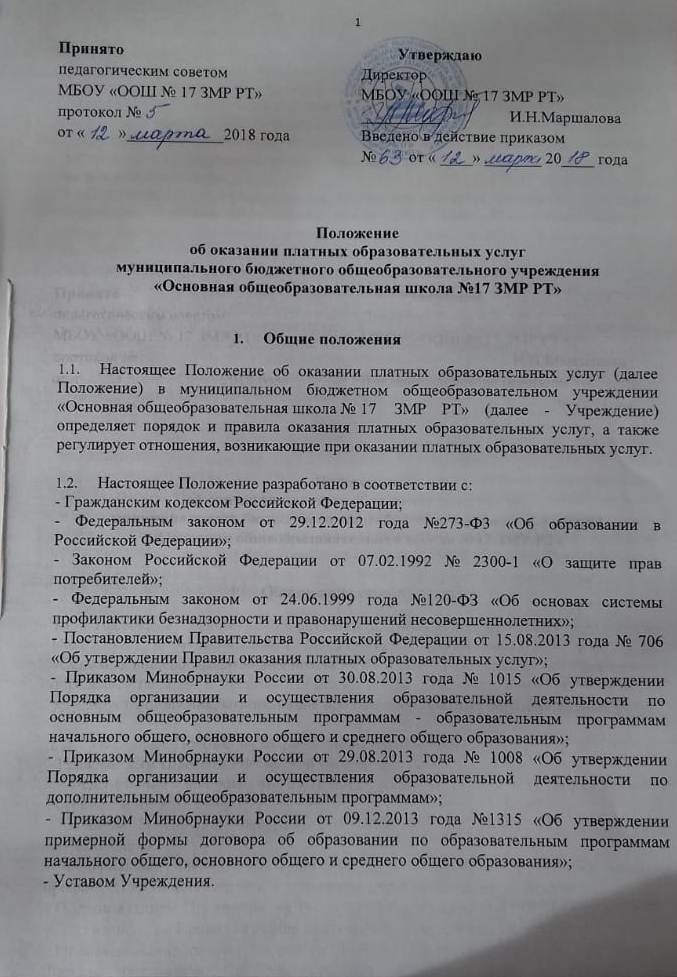 1
Принято
педагогическим советом
МБОУ «ООШ № 17 ЗМР РТ»
протокол № 5
от « 12 » марта 2018 года
Утверждаю
Директор
МБОУ «ООШ № 17 ЗМР РТ»
И.Н.Маршалова
Введено в действие приказом
№ 63 от « 12 » марта 20 18 года
Положение
об оказании платных образовательных услуг
муниципального бюджетного общеобразовательного учреждения
«Основная общеобразовательная школа №17 ЗМР РТ»
1. Общие положения
1.1. Настоящее Положение об оказании платных образовательных услуг (далее
Положение) в муниципальном бюджетном общеобразовательном учреждении
«Основная общеобразовательная школа № 17 ЗМР РТ» (далее - Учреждение)
определяет порядок и правила оказания платных образовательных услуг, а также
регулирует отношения, возникающие при оказании платных образовательных услуг.
1.2. Настоящее Положение разработано в соответствии с:
- Гражданским кодексом Российской Федерации;
- Федеральным законом от 29.12.2012 года №273-ФЗ «Об образовании в
Российской Федерации»;
- Законом Российской Федерации от 07.02.1992 № 2300-1 «О защите прав
потребителей»;
- Федеральным законом от 24.06.1999 года №120-ФЗ «Об основах системы
профилактики безнадзорности и правонарушений несовершеннолетних»;
- Постановлением Правительства Российской Федерации от 15.08.2013 года № 706
«Об утверждении Правил оказания платных образовательных услуг»;
- Приказом Минобрнауки России от 30.08.2013 года № 1015 «Об утверждении
Порядка организации и осуществления образовательной деятельности по
основным общеобразовательным программам - образовательным программам
начального общего, основного общего и среднего общего образования»;
- Приказом Минобрнауки России от 29.08.2013 года № 1008 «Об утверждении
Порядка организации и осуществления образовательной деятельности по
дополнительным общеобразовательным программам»;
- Приказом Минобрнауки России от 09.12.2013 года №1315 «Об утверждении
примерной формы договора об образовании по образовательным программам
начального общего, основного общего и среднего общего образования»;
- Уставом Учреждения.